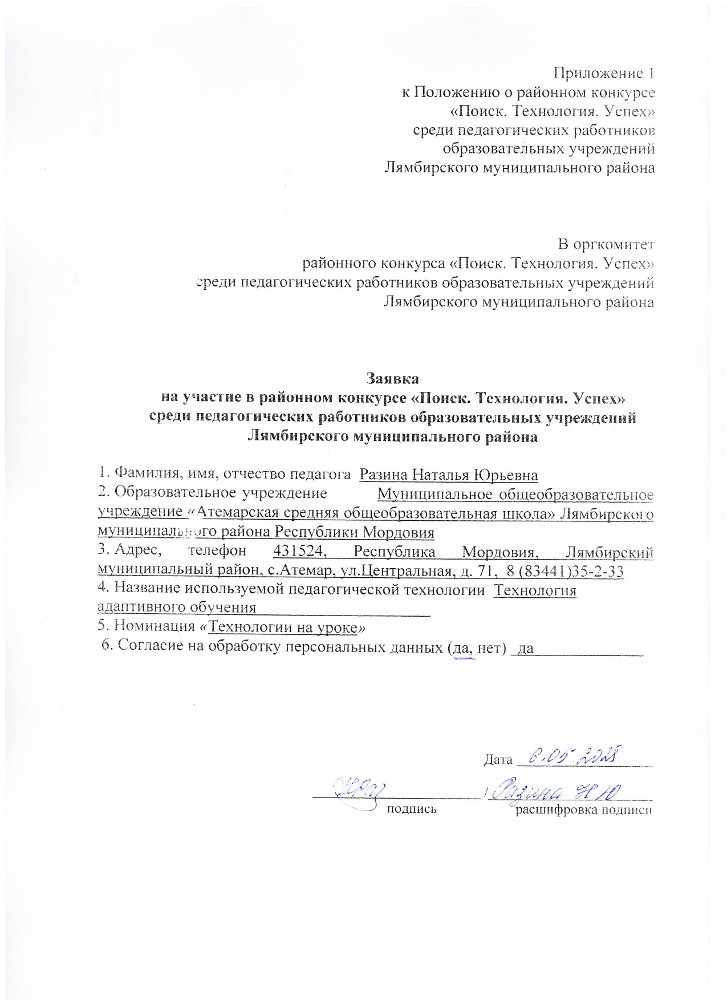 Приложение 1
к Положению о районном конкурсе
«Поиск. Технология. Успех»
среди педагогических работников
образовательных учреждений
Лямбирского муниципального района
В оргкомитет
районного конкурса «Поиск. Технология. Успех»
среди педагогических работников образовательных учреждений
Лямбирского муниципального района
Заявка
на участие в районном конкурсе «Поиск. Технология. Успех»
среди педагогических работников образовательных учреждений
Лямбирского муниципального района
1. Фамилия, имя, отчество педагога Разина Наталья Юрьевна
2. Образовательное учреждение Муниципальное общеобразовательное
учреждение «Атемарская средняя общеобразовательная школа» Лямбирского
муниципального района Республики Мордовия
3. Адрес, телефон 431524, Республика Мордовия, Лямбирский
муниципальный район, с.Атемар, ул.Центральная, д. 71, 8 (83441)35-2-33
4. Название используемой педагогической технологии Технология
адаптивного обучения
5. Номинация «Технологии на уроке»
6. Согласие на обработку персональных данных (да, нет) да
Дата 6.05.2025
НРаз / Разина Н Ю
подпись расшифровка подписи